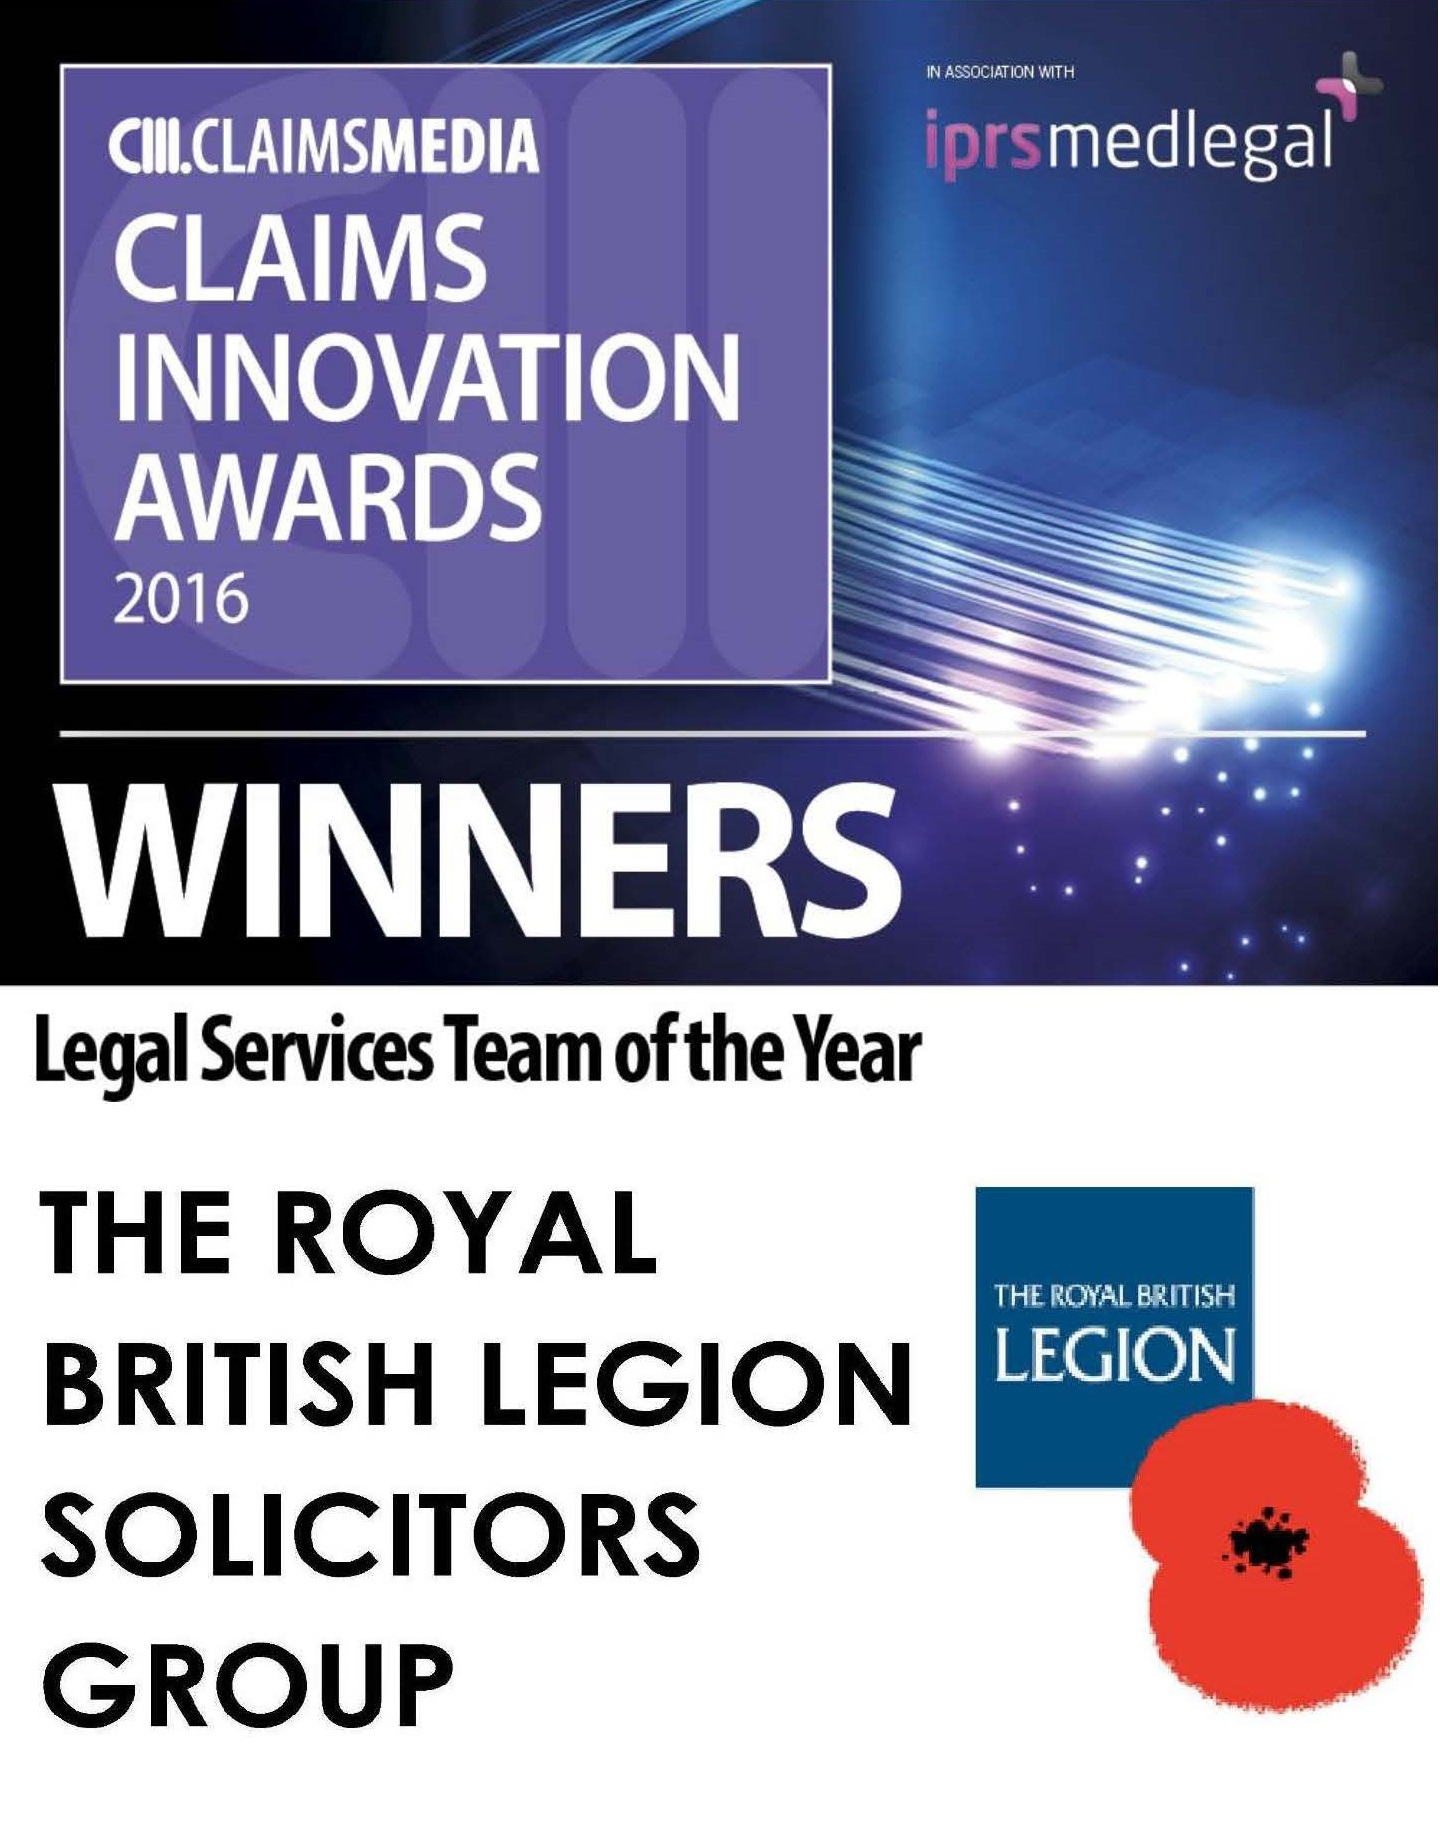 CIII.CLAIMSMEDIA
CLAIMS
INNOVATION
AWARDS
2016
IN ASSOCIATION WITH
iprsmedlegal
WINNERS
Legal Services Team of the Year
THE ROYAL
BRITISH LEGION
SOLICITORS
GROUP
THE ROYAL BRITISH
LEGION